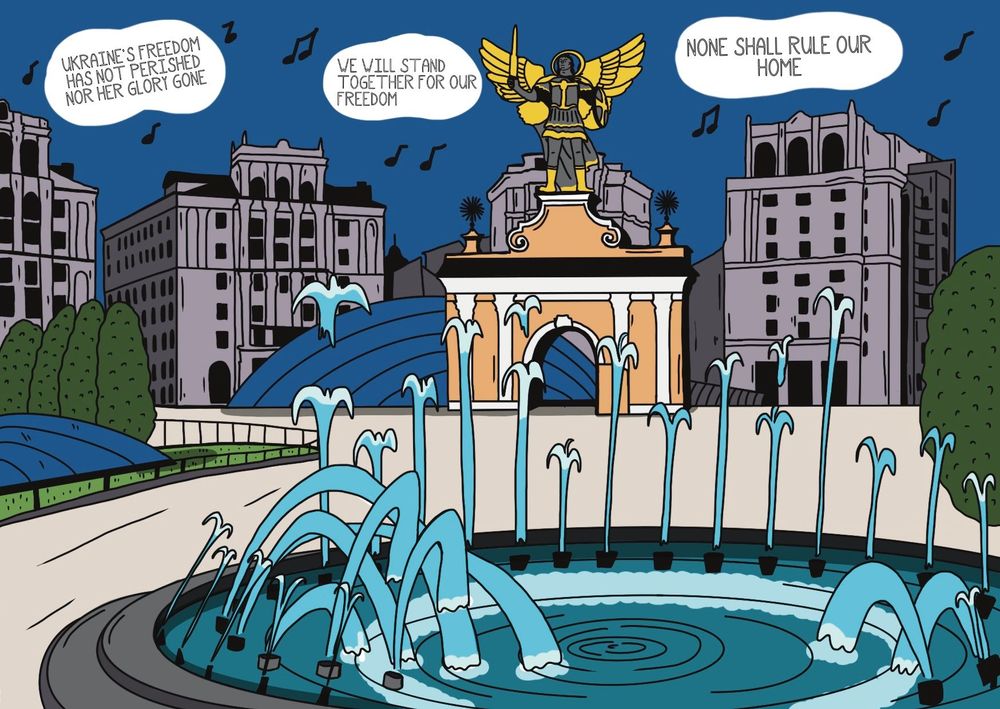 UKRAINE'S FREEDOM
HAS NOT PERISHED
NOR HER GLORY GONE
WE WILL STAND
TOGETHER FOR OUR
FREEDOM
NONE SHALL RULE OUR
HOME